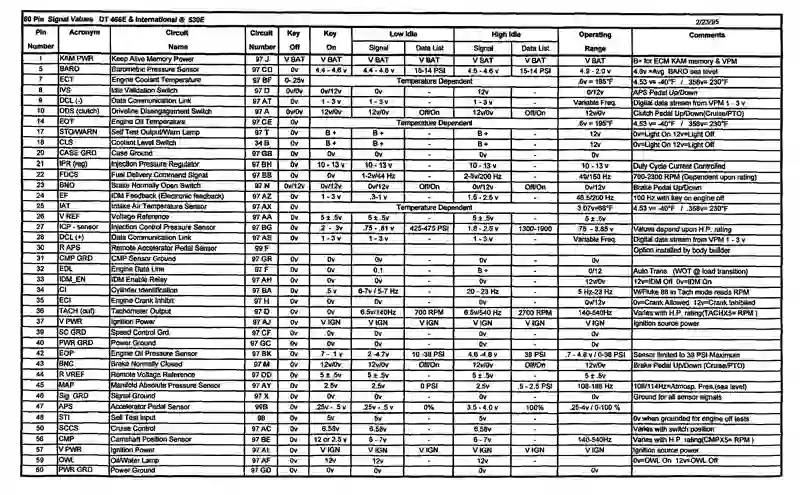 60 Pin Signal Values DT 466E & International ® 530E 2/23/95
Pin Acronym Circuit Circuit Key Key Low Idle High Idle Operating Comments
Number Name Number Off On Signal Data List Signal Data List Range
1 KAM PWR Keep Alive Memory Power 97 J V BAT V BAT V BAT V BAT V BAT V BAT V BAT B+ for ECM KAM memory & VPM
5 BARO Barometric Pressure Sensor 97 CD 0v 4.4 - 4.6 v 4.4 - 4.6 v 15-14 PSI 4.5 - 4.6 v 15-14 PSI 4.9 - 2.0 v 4.8v =Avg BARO sea level
7 ECT Engine Coolant Temperature 97 BF 0-.25v Temperature Dependent .6v = 195°F 4.53 v= -40°F / .358v= 230°F
8 IVS Idle Validation Switch 97 D 0v/0v 0v/12v 0v - 12v - 0/12v APS Pedal Up/Down
9 DCL (-) Data Communication Link 97 AT 0v 1 - 3 v 1 - 3v - 1 - 3v - Variable Freq. Digital data stream from VPM 1 - 3 v
10 DDS (clutch) Driveline Disengagement Switch 97 A 0v/0v 12v/0v 12v/0v Off/On 12v/0v Off/On 12v/0v Clutch Pedal Up/Down(Cruise/PTO)
14 EOT Engine Oil Temperature 97 CE 0v Temperature Dependent .6v = 195°F 4.53 v= -40°F / .358v= 230°F
17 STO/WARN Self Test Output/Warn Lamp 97 T 0v B + B + - B + - 12v 0v=Light On 12v=Light Off
18 CLS Coolant Level Switch 34 B 0v B + B + - B + - 12v 0v=Light On 12v=Light Off
20 CASE GRD Case Ground 97 GB 0v 0v 0v - 0v - 0v
21 IPR (reg) Injection Pressure Regulator 97 BH 0v 10 - 13 v 10 - 13 v - 10 - 13 v - 10 - 13 v Duty Cycle Current Controlled
22 FDCS Fuel Delivery Command Signal 97 BB 0v 0v 1-2v/44 Hz - 2-3v/200 Hz - 49/150 Hz 700-2300 RPM (Dependent upon rating)
23 BNO Brake Normally Open Switch 97 N 0v/12v 0v/12v 0v/12v Off/On 0v/12v Off/On 0v/12v Brake Pedal Up/Down
24 EF IDM Feedback (Electronic feedback) 97 AZ 0v 1 - 3 v .3-1 v - 1.5 - 2.5 v - 48.5/200 Hz 100 Hz with key on engine off
25 IAT Intake Air Temperature Sensor 97 AX 0v Temperature Dependent 3.07v=86°F 4.53 v= -40°F / .358v= 230°F
26 V REF Voltage Reference 97 AA 0v 5 ± .5v 5 ± .5v - 5 ± .5v - 5 ± .5v
27 ICP - sensor Injection Control Pressure Sensor 97 BG 0v .2 - .3v .75 - .81 v 425-475 PSI 1.8 - 2.5 v 1300-1900 .75 - 3.85v Values depend upon H.P. rating
28 DCL (+) Data Communication Link 97 AS 0v 1 - 3 v 1 - 3v - 1 - 3v - Variable Freq. Digital data stream from VPM 1 - 3 v
30 R APS Remote Accelerator Pedal Sensor 99 F Option installed by body builder
31 CMP GRD CMP Sensor Ground 97 GR 0v 0v 0v - 0v - 0v
32 EDL Engine Data Line 97 F 0v 0v 0.1 - B + - 0/12 Auto Trans. (WOT @ load transition)
33 IDM_EN IDM Enable Relay 97 AH 0v 0v 0v - 0v - 12v/0v 12v=IDM Off 0v=IDM On
34 CI Cylinder Identification 97 BA 0v .5 v 6-7v / 5-7 Hz - 20 - 23 Hz - 5 Hz-23 Hz W/Fluke 88 in Tach mode reads RPM
35 ECI Engine Crank Inhibit 97 H 0v 0v 0v - 0v - 0v/12v 0v=Crank Allowed 12v=Crank Inhibited
36 TACH (out) Tachometer Output 97 D 0v 0v 6.5v/140Hz 700 RPM 6.5v/540 Hz 2700 RPM 140-540Hz Varies with H.P. rating(TACHX5= RPM )
37 V PWR Ignition Power 97 AJ 0v V IGN V IGN V IGN V IGN V IGN V IGN Ignition source power
39 SC GRD Speed Control Grd. 97 CF 0v 0v 0v - 0v - 0v
40 PWR GRD Power Ground 97 GC 0v 0v 0v - 0v - 0v
42 EOP Engine Oil Pressure Sensor 97 BK 0v .7 - 1 v 2 -4.7v 10 -38 PSI 4.6 -4.8 v 38 PSI .7 - 4.8 v / 0-38 PSI Sensor limited to 38 PSI Maximum
43 BNC Brake Normally Closed 97 M 0v 12v/0v 12v/0v Off/On 12v/0v Off/On 12v/0v Brake Pedal Up/Down (Cruise/PTO)
44 R VREF Remote Voltage Reference 97 DD 0v 5 ± .5v 5 ± .5v - 5 ± .5v - 5 ± .5v
45 MAP Manifold Absolute Pressure Sensor 97 AY 0v 2.5v 2.5v 0 PSI 2.5v .5 - 2.5 PSI 108-188 Hz 108/114Hz=Atmosp. Pres.(sea level)
46 Sig. GRD Signal Ground 97 X 0v 0v 0v - 0v - 0v Ground for all sensor signals
47 APS Accelerator Pedal Sensor 99B 0v .25v - .5 v .25v - .5 v 0% 3.5 - 4.0 v 100% .25-4v / 0-100 %
48 STI Self Test Input 98 0v 5v 5v - 5v - 0v when grounded for engine off tests
50 SCCS Cruise Control 97 AC 0v 6.58v 6.58v - 6.58v - Varies with switch position
56 CMP Camshaft Position Sensor 97 BE 0v 12 or 2.5 v 6 - 7v - 6 - 7v - 140-540Hz Varies with H.P. rating(CMPX5= RPM )
57 V PWR Ignition Power 97 AL 0v V IGN V IGN V IGN V IGN V IGN V IGN Ignition source power
59 OWL Oil/Water Lamp 97 AF 0v 12v 12v - 12v - 0v=OWL On 12v=OWL Off
60 PWR GRD Power Ground 97 GD 0v 0v 0v - 0v - 0v